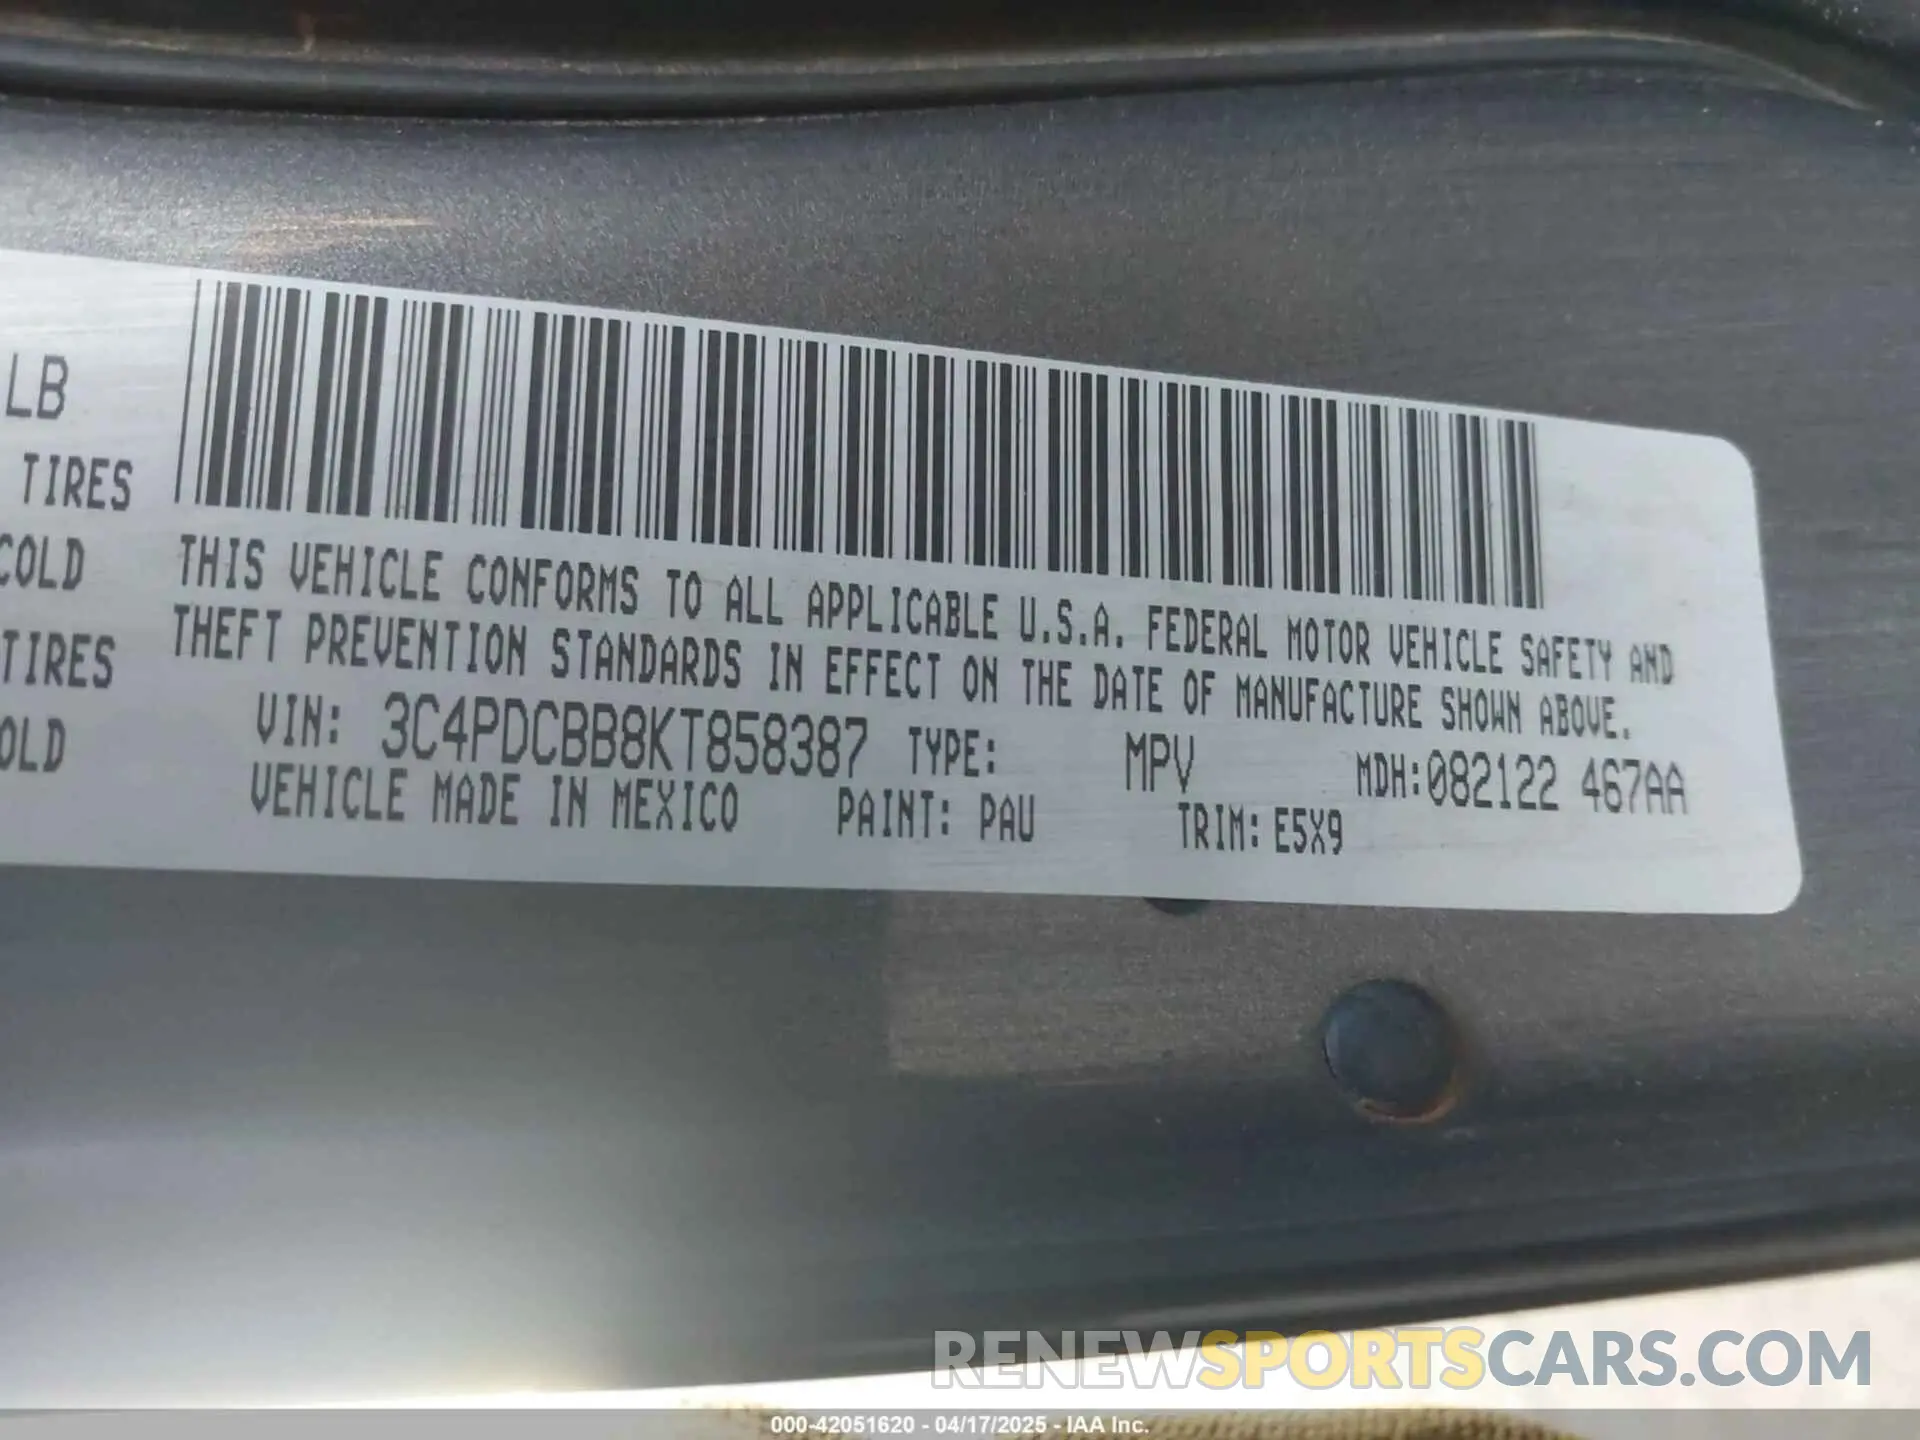 LB
TIRES
COLD
TIRES
OLD
THIS VEHICLE CONFORMS TO ALL APPLICABLE U.S.A. FEDERAL MOTOR VEHICLE SAFETY AND
THEFT PREVENTION STANDARDS IN EFFECT ON THE DATE OF MANUFACTURE SHOWN ABOVE.
VIN: 3C4PDCBB8KT858387 TYPE: MPV MDH:082122 467AA
VEHICLE MADE IN MEXICO PAINT: PAU TRIM: E5X9
RENEWSPORTSCARS.COM
000-42051620 - 04/17/2025 - IAA Inc.